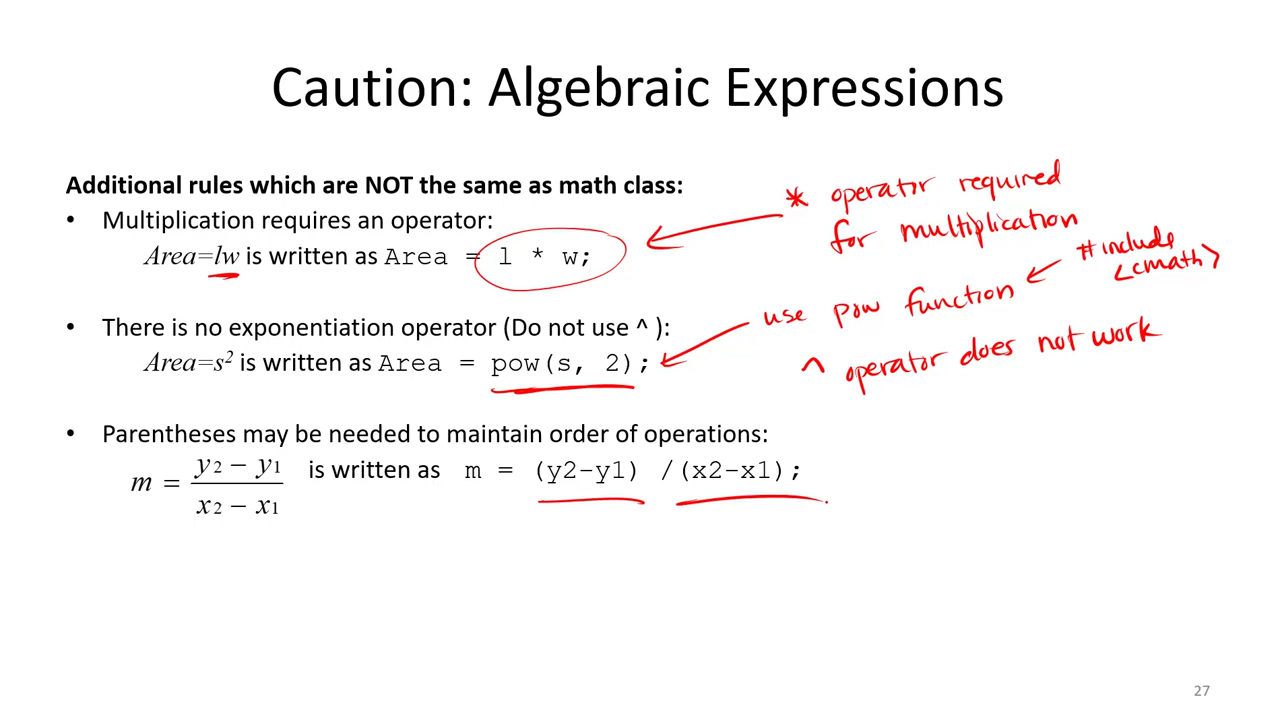 Caution: Algebraic Expressions
Additional rules which are NOT the same as math class:
• Multiplication requires an operator:
Area=lw is written as Area = l * w;
* operator required
for multiplication
• There is no exponentiation operator (Do not use ^ ):
Area=s² is written as Area = pow(s, 2);
use pow function
#include
<cmath>
^ operator does not work
• Parentheses may be needed to maintain order of operations:
m = y2 − y1 / x2 − x1 is written as m = (y2-y1) /(x2-x1);
27